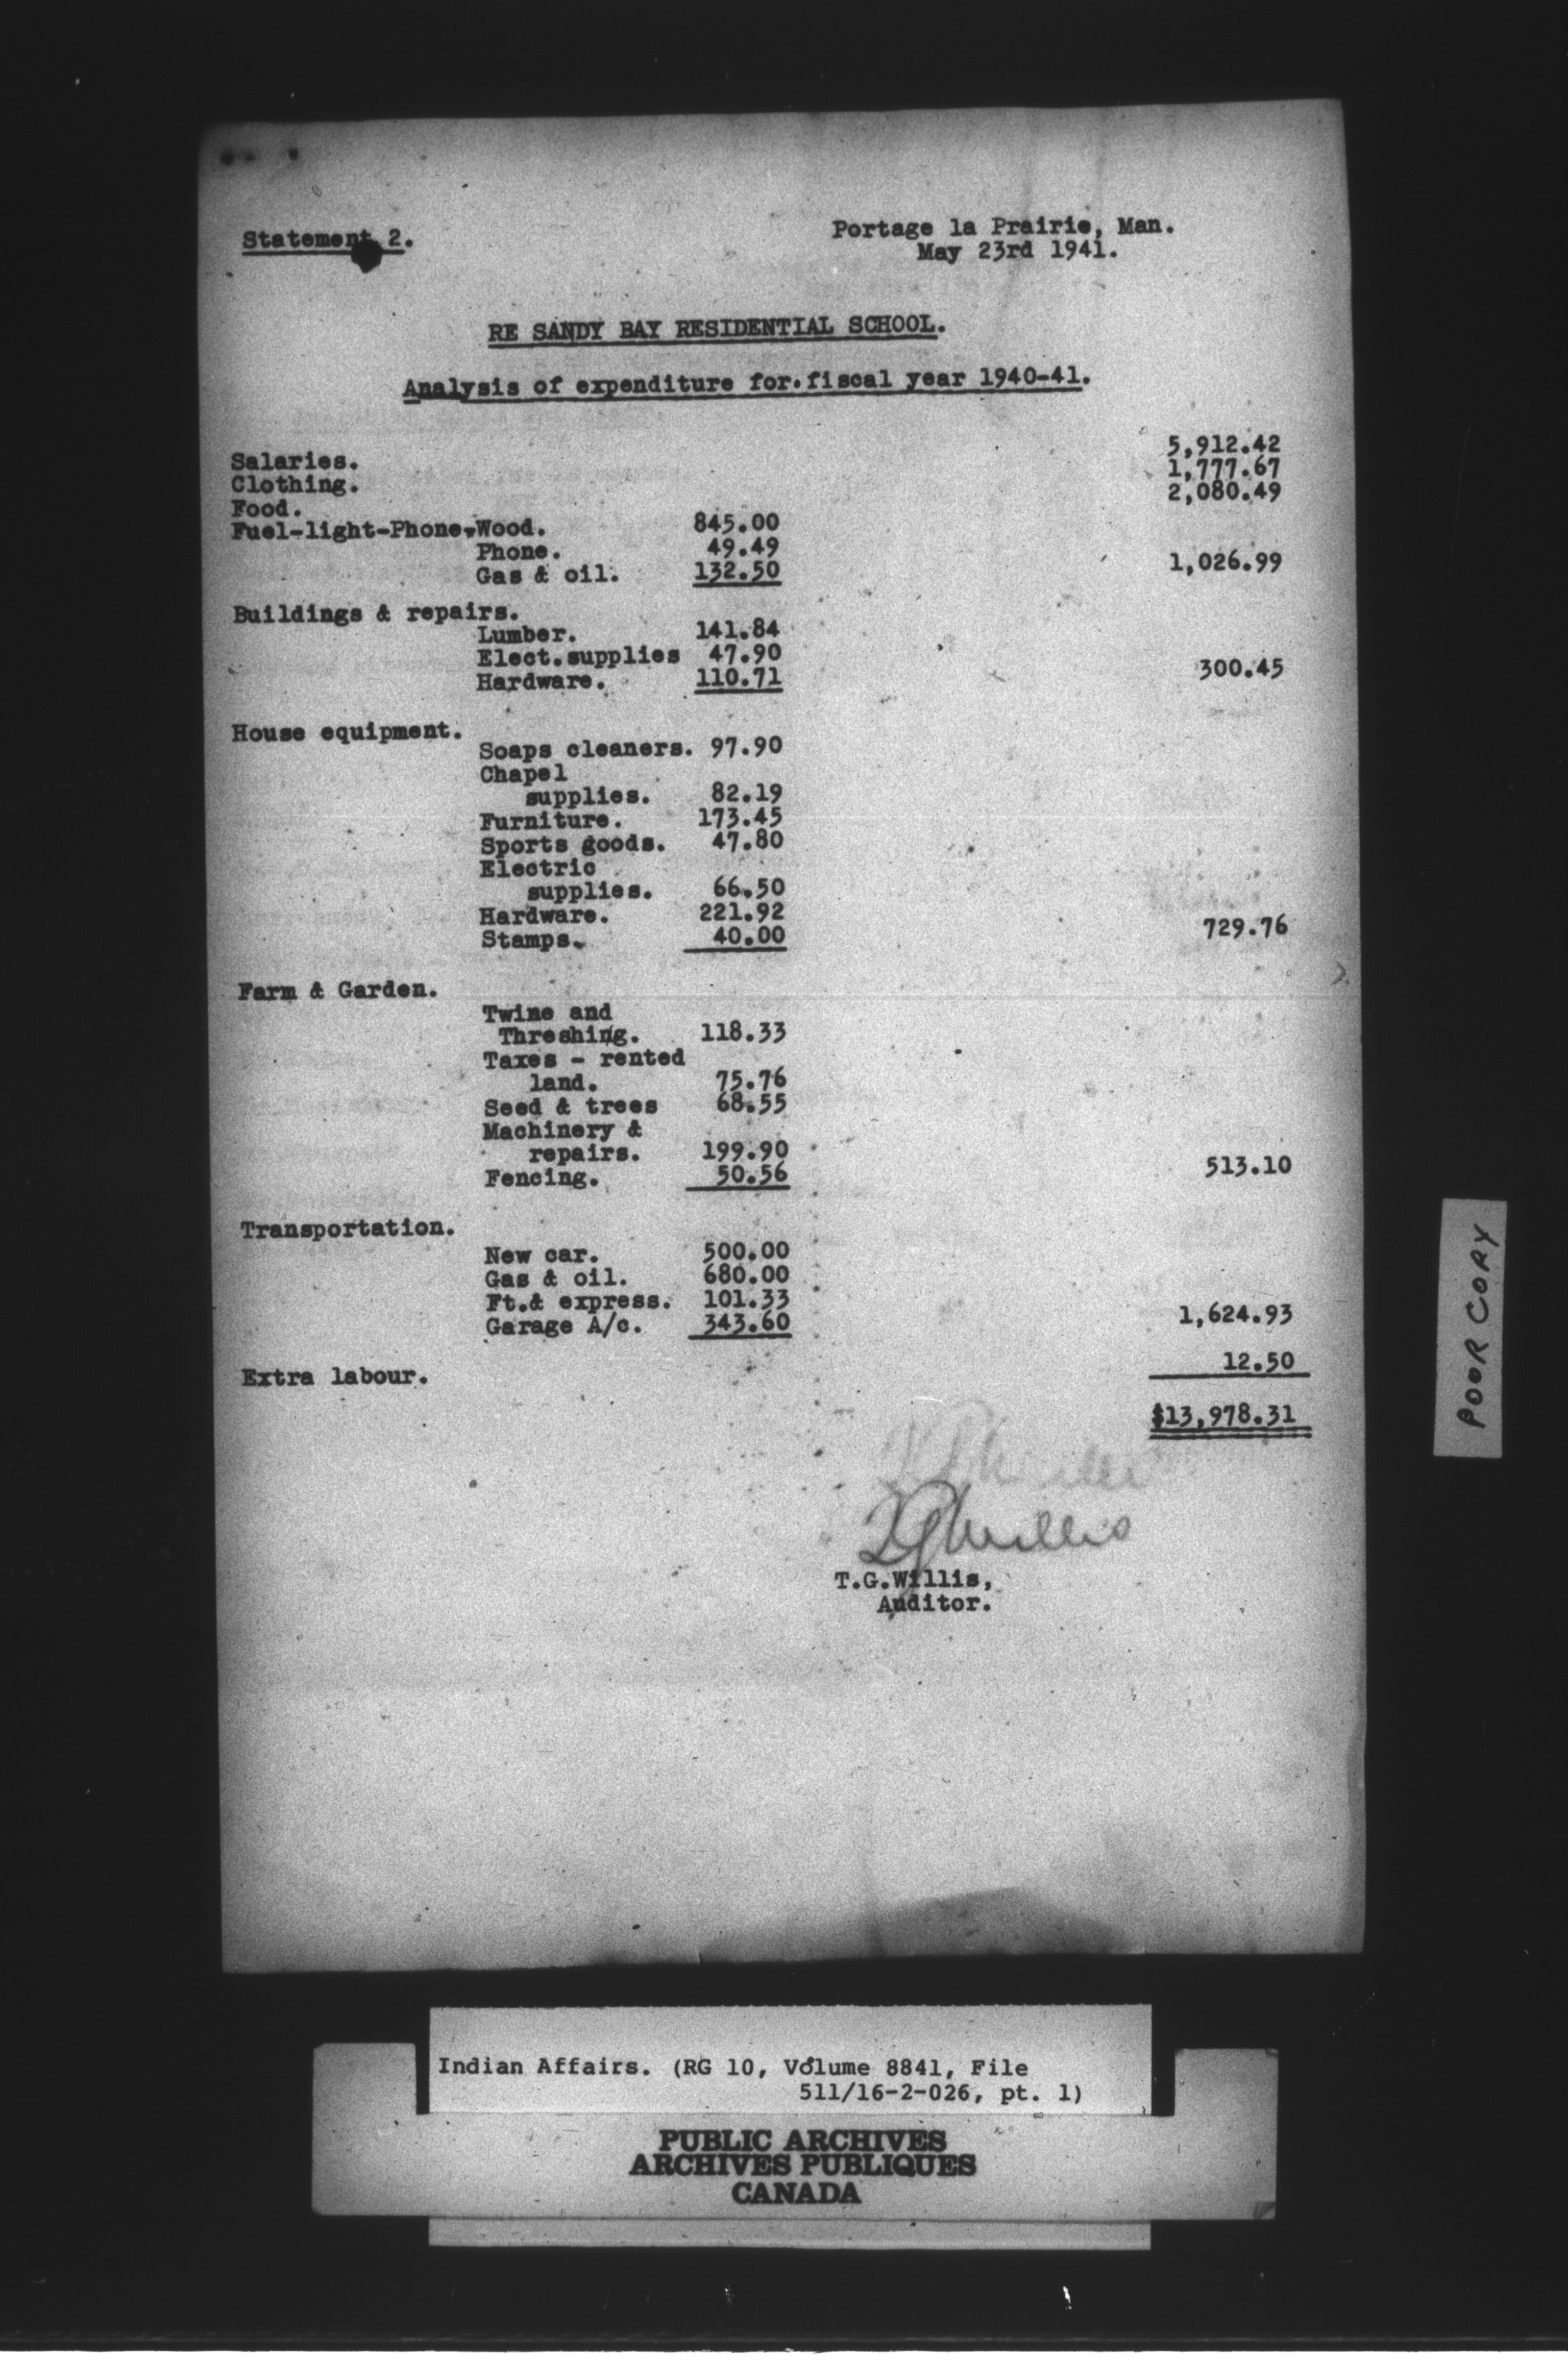 Statement 2.
Portage la Prairie, Man.
May 23rd 1941.
RE SANDY BAY RESIDENTIAL SCHOOL.
Analysis of expenditure for.fiscal year 1940-41.
Salaries. 5,912.42
Clothing. 1,777.67
Food. 2,080.49
Fuel-light-Phone-Wood. 845.00
Phone. 49.49
Gas & oil. 132.50 1,026.99
Buildings & repairs.
Lumber. 141.84
Elect.supplies 47.90
Hardware. 110.71 300.45
House equipment.
Soaps cleaners. 97.90
Chapel
supplies. 82.19
Furniture. 173.45
Sports goods. 47.80
Electric
supplies. 66.50
Hardware. 221.92
Stamps. 40.00 729.76
Farm & Garden.
Twine and
Threshing. 118.33
Taxes - rented
land. 75.76
Seed & trees 68.55
Machinery &
repairs. 199.90
Fencing. 50.56 513.10
Transportation.
New car. 500.00
Gas & oil. 680.00
Ft.& express. 101.33
Garage A/c. 343.60 1,624.93
Extra labour. 12.50
$13,978.31
TGWillis
T.G.Willis,
Auditor.
POOR COPY
Indian Affairs. (RG 10, Volume 8841, File
511/16-2-026, pt. 1)
PUBLIC ARCHIVES
ARCHIVES PUBLIQUES
CANADA